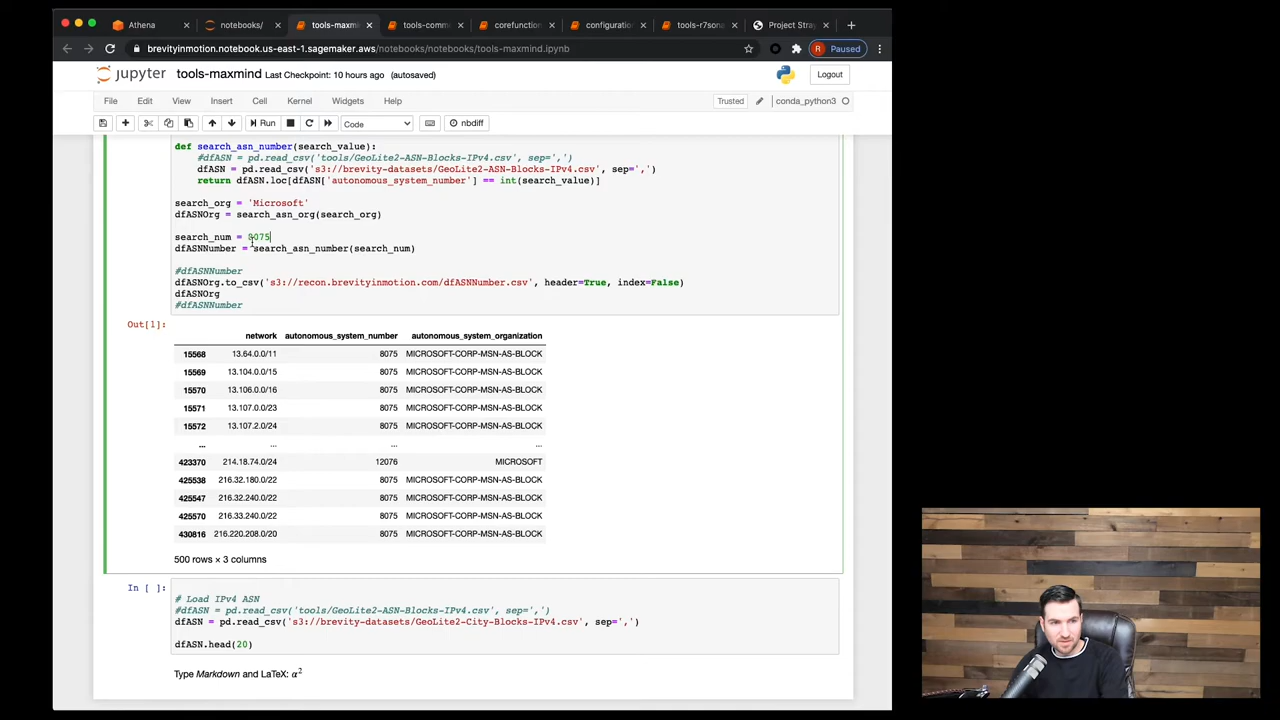 Athena
notebooks/
tools-maxmi
tools-comm
corefunction
configuration
tools-r7sona
Project Stray
brevityinmotion.notebook.us-east-1.sagemaker.aws/notebooks/notebooks/tools-maxmind.ipynb
R
Paused
jupyter tools-maxmind Last Checkpoint: 10 hours ago (autosaved)
Logout
File Edit View Insert Cell Kernel Widgets Help
Trusted
conda_python3
Run
Code
nbdiff
def search_asn_number(search_value):
#dfASN = pd.read_csv('tools/GeoLite2-ASN-Blocks-IPv4.csv', sep=',')
dfASN = pd.read_csv('s3://brevity-datasets/GeoLite2-ASN-Blocks-IPv4.csv', sep=',')
return dfASN.loc[dfASN['autonomous_system_number'] == int(search_value)]
search_org = 'Microsoft'
dfASNOrg = search_asn_org(search_org)
search_num = 8075
dfASNNumber = search_asn_number(search_num)
#dfASNNumber
dfASNOrg.to_csv('s3://recon.brevityinmotion.com/dfASNNumber.csv', header=True, index=False)
dfASNOrg
#dfASNNumber
Out[1]:
network autonomous_system_number autonomous_system_organization
15568 13.64.0.0/11 8075 MICROSOFT-CORP-MSN-AS-BLOCK
15569 13.104.0.0/15 8075 MICROSOFT-CORP-MSN-AS-BLOCK
15570 13.106.0.0/16 8075 MICROSOFT-CORP-MSN-AS-BLOCK
15571 13.107.0.0/23 8075 MICROSOFT-CORP-MSN-AS-BLOCK
15572 13.107.2.0/24 8075 MICROSOFT-CORP-MSN-AS-BLOCK
... ... ... ...
423370 214.18.74.0/24 12076 MICROSOFT
425538 216.32.180.0/22 8075 MICROSOFT-CORP-MSN-AS-BLOCK
425547 216.32.240.0/22 8075 MICROSOFT-CORP-MSN-AS-BLOCK
425570 216.33.240.0/22 8075 MICROSOFT-CORP-MSN-AS-BLOCK
430816 216.220.208.0/20 8075 MICROSOFT-CORP-MSN-AS-BLOCK
500 rows × 3 columns
In [ ]:
# Load IPv4 ASN
#dfASN = pd.read_csv('tools/GeoLite2-ASN-Blocks-IPv4.csv', sep=',')
dfASN = pd.read_csv('s3://brevity-datasets/GeoLite2-City-Blocks-IPv4.csv', sep=',')
dfASN.head(20)
Type Markdown and LaTeX: α²